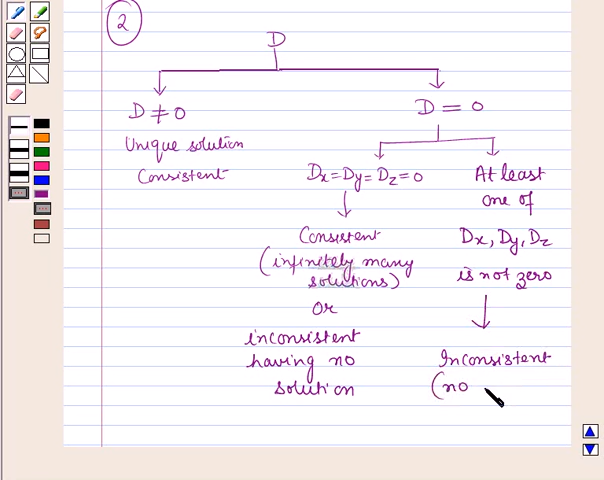 2
D
D ≠ 0
Unique solution
Consistent
D = 0
Dx = Dy = Dz = 0
Consistent
(infinitely many
solutions)
or
inconsistent
having no
solution
At least
one of
Dx, Dy, Dz
is not zero
Inconsistent
(no